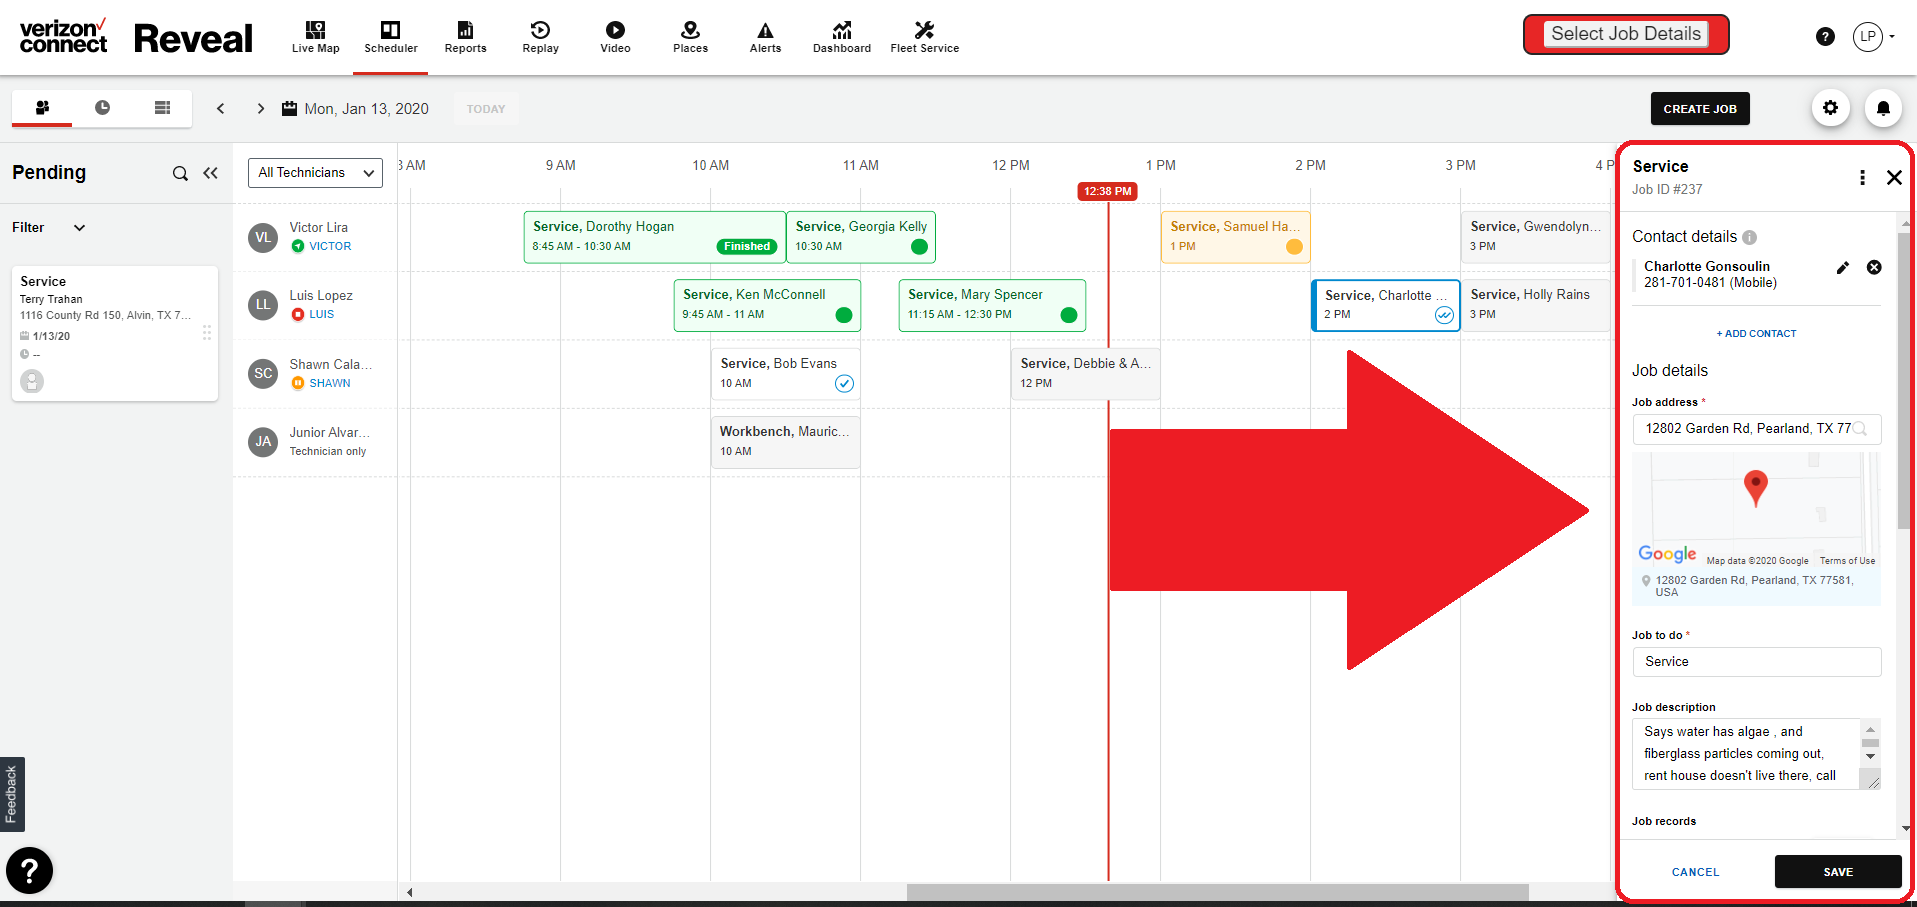 verizon connect
Reveal
Live Map
Scheduler
Reports
Replay
Video
Places
Alerts
Dashboard
Fleet Service
Select Job Details
?
LP
Mon, Jan 13, 2020
TODAY
CREATE JOB
Pending
Filter
Service
Terry Trahan
1116 County Rd 150, Alvin, TX 7...
1/13/20
--
All Technicians
AM
9 AM
10 AM
11 AM
12 PM
1 PM
2 PM
3 PM
4 P
12:38 PM
VL
Victor Lira
VICTOR
Service, Dorothy Hogan
8:45 AM - 10:30 AM
Finished
Service, Georgia Kelly
10:30 AM
Service, Samuel Ha...
1 PM
Service, Gwendolyn...
3 PM
LL
Luis Lopez
LUIS
Service, Ken McConnell
9:45 AM - 11 AM
Service, Mary Spencer
11:15 AM - 12:30 PM
Service, Charlotte ...
2 PM
Service, Holly Rains
3 PM
SC
Shawn Cala...
SHAWN
Service, Bob Evans
10 AM
Service, Debbie & A...
12 PM
JA
Junior Alvar...
Technician only
Workbench, Mauric...
10 AM
Service
Job ID #237
Contact details
Charlotte Gonsoulin
281-701-0481 (Mobile)
+ ADD CONTACT
Job details
Job address *
12802 Garden Rd, Pearland, TX 77
Google
Map data ©2020 Google
Terms of Use
12802 Garden Rd, Pearland, TX 77581,
USA
Job to do *
Service
Job description
Says water has algae , and
fiberglass particles coming out,
rent house doesn't live there, call
Job records
CANCEL
SAVE
Feedback
?